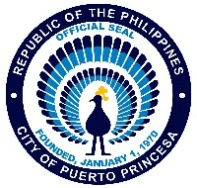 REPUBLIC OF THE PHILIPPINES
OFFICIAL SEAL
FOUNDED, JANUARY 1, 1970
CITY OF PUERTO PRINCESA